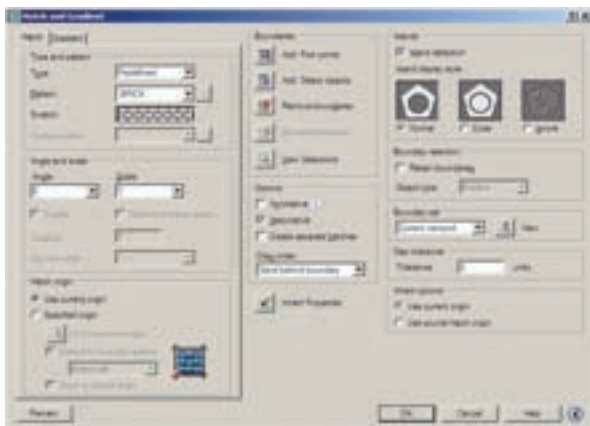 Hatch and Gradient
Hatch
Gradient
Type and pattern
Type:
Predefined
Pattern:
Swatch:
Angle and scale
Angle:
Scale:
Hatch origin
Use current origin
Specified origin
Preview
Boundaries
Add: Pick points
Add: Select objects
Remove boundaries
View Selections
Options
Annotative
Associative
Create separate hatches
Draw order:
Send behind boundary
Inherit Properties
Islands
Island detection
Island display style:
Normal
Outer
Ignore
Boundary retention
Retain boundaries
Object type:
Boundary set
Current viewport
New
Gap tolerance
Tolerance:
units
Inherit options
Use current origin
Use source hatch origin
OK
Cancel
Help